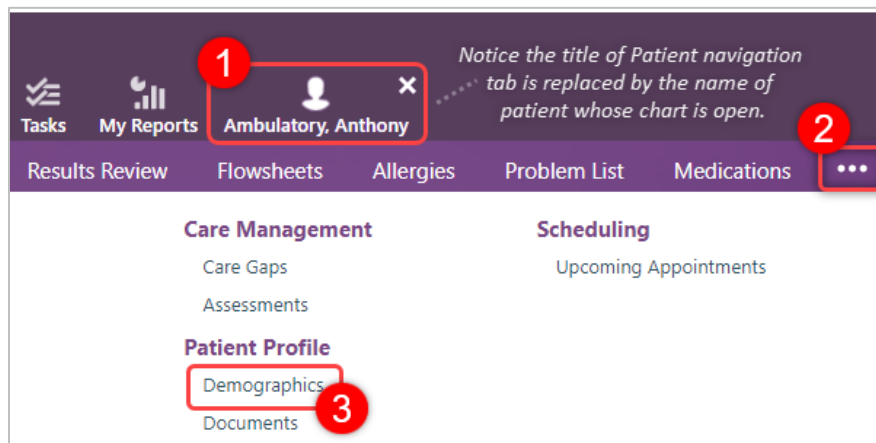 1
Notice the title of Patient navigation
tab is replaced by the name of
patient whose chart is open.
Tasks My Reports Ambulatory, Anthony
2
Results Review Flowsheets Allergies Problem List Medications •••
Care Management Scheduling
Care Gaps Upcoming Appointments
Assessments
Patient Profile
Demographics
3
Documents